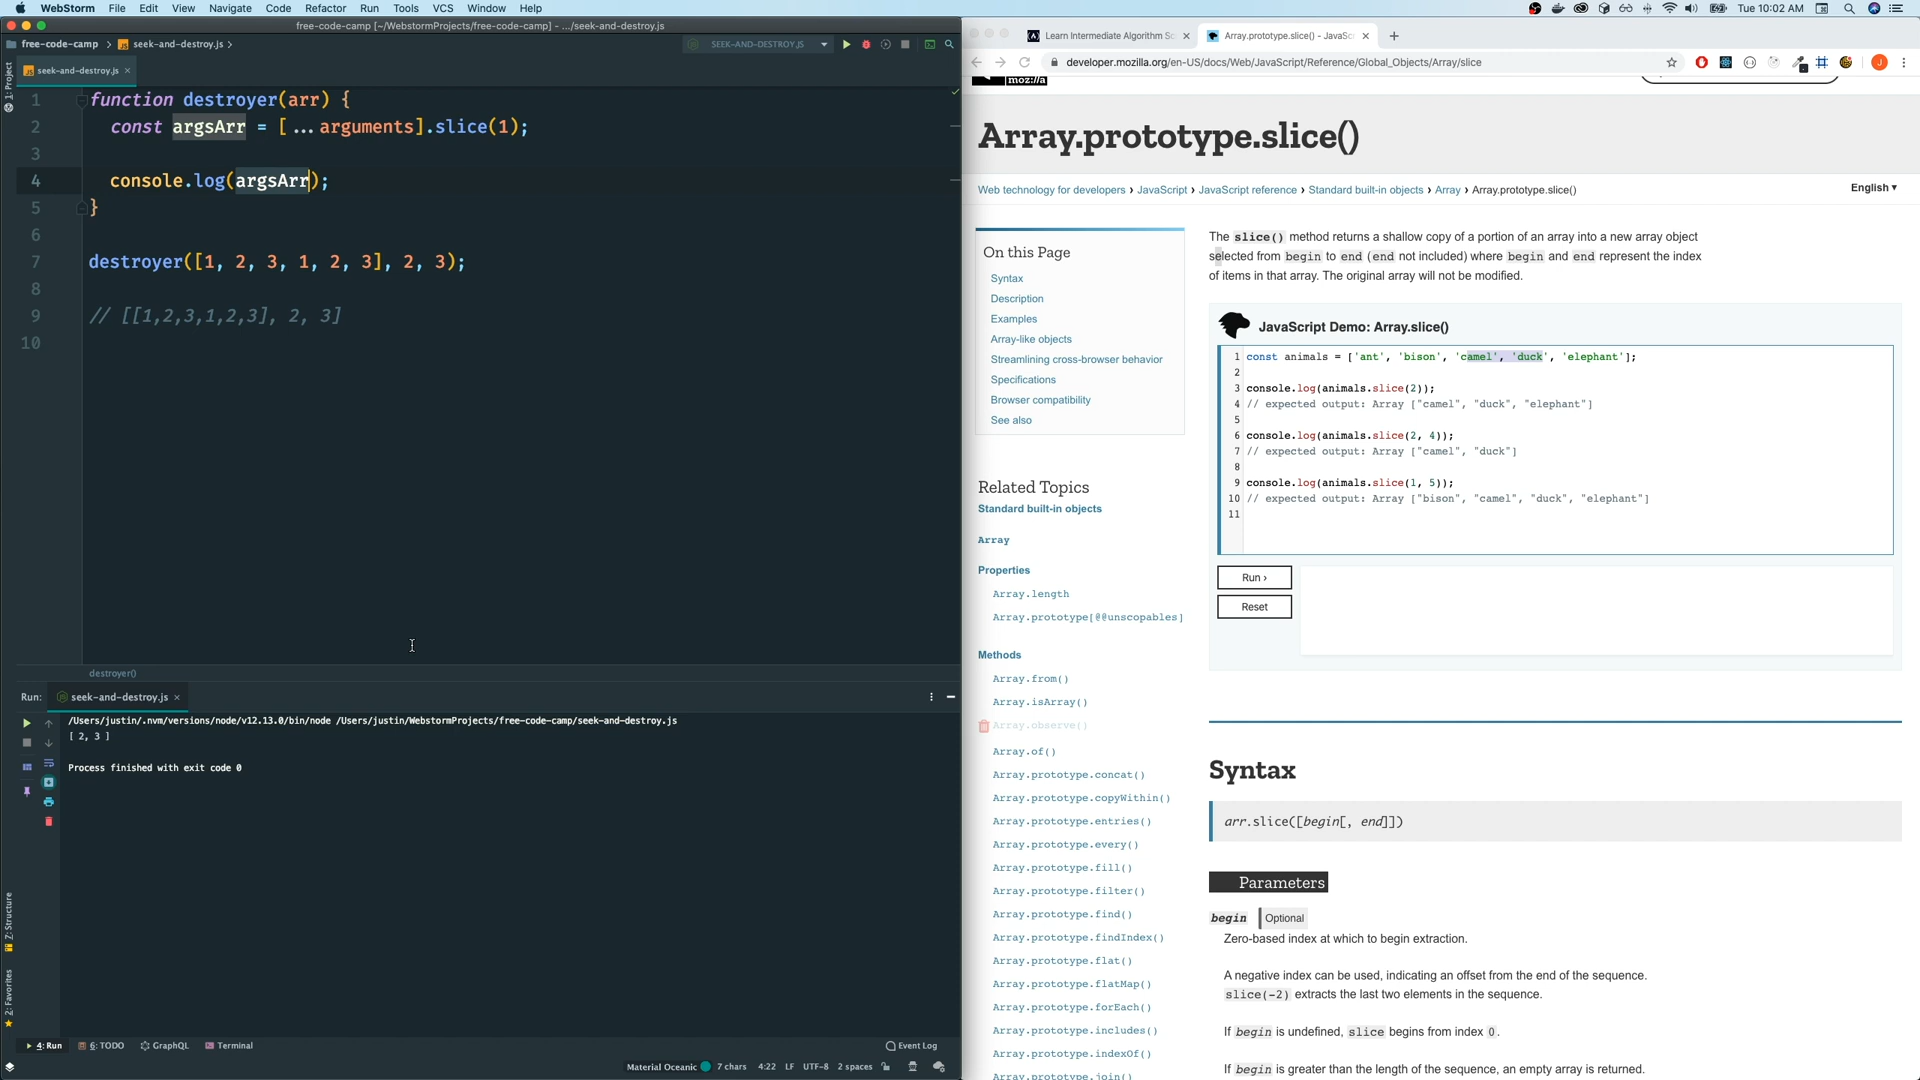 WebStorm File Edit View Navigate Code Refactor Run Tools VCS Window Help
Tue 10:02 AM
free-code-camp [~/WebstormProjects/free-code-camp] - .../seek-and-destroy.js
free-code-camp seek-and-destroy.js
SEEK-AND-DESTROY.JS
seek-and-destroy.js
1: Project
1 function destroyer(arr) {
2 const argsArr = [...arguments].slice(1);
3
4 console.log(argsArr);
5 }
6
7 destroyer([1, 2, 3, 1, 2, 3], 2, 3);
8
9 // [[1,2,3,1,2,3], 2, 3]
10
destroyer()
Run: seek-and-destroy.js
/Users/justin/.nvm/versions/node/v12.13.0/bin/node /Users/justin/WebstormProjects/free-code-camp/seek-and-destroy.js
[ 2, 3 ]
Process finished with exit code 0
Z: Structure
2: Favorites
4: Run 6: TODO GraphQL Terminal
Event Log
Material Oceanic 7 chars 4:22 LF UTF-8 2 spaces
Learn Intermediate Algorithm Sc
Array.prototype.slice() - JavaSc
developer.mozilla.org/en-US/docs/Web/JavaScript/Reference/Global_Objects/Array/slice
J
moz://a
Array.prototype.slice()
Web technology for developers › JavaScript › JavaScript reference › Standard built-in objects › Array › Array.prototype.slice()
English ▾
On this Page
Syntax
Description
Examples
Array-like objects
Streamlining cross-browser behavior
Specifications
Browser compatibility
See also
Related Topics
Standard built-in objects
Array
Properties
Array.length
Array.prototype[@@unscopables]
Methods
Array.from()
Array.isArray()
Array.observe()
Array.of()
Array.prototype.concat()
Array.prototype.copyWithin()
Array.prototype.entries()
Array.prototype.every()
Array.prototype.fill()
Array.prototype.filter()
Array.prototype.find()
Array.prototype.findIndex()
Array.prototype.flat()
Array.prototype.flatMap()
Array.prototype.forEach()
Array.prototype.includes()
Array.prototype.indexOf()
Array.prototype.join()
The slice() method returns a shallow copy of a portion of an array into a new array object
selected from begin to end (end not included) where begin and end represent the index
of items in that array. The original array will not be modified.
JavaScript Demo: Array.slice()
1 const animals = ['ant', 'bison', 'camel', 'duck', 'elephant'];
2
3 console.log(animals.slice(2));
4 // expected output: Array ["camel", "duck", "elephant"]
5
6 console.log(animals.slice(2, 4));
7 // expected output: Array ["camel", "duck"]
8
9 console.log(animals.slice(1, 5));
10 // expected output: Array ["bison", "camel", "duck", "elephant"]
11
Run ›
Reset
Syntax
arr.slice([begin[, end]])
Parameters
begin Optional
Zero-based index at which to begin extraction.
A negative index can be used, indicating an offset from the end of the sequence.
slice(-2) extracts the last two elements in the sequence.
If begin is undefined, slice begins from index 0.
If begin is greater than the length of the sequence, an empty array is returned.